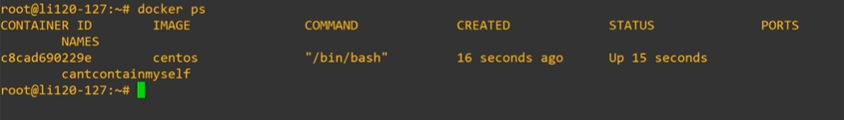 root@li120-127:~# docker ps
CONTAINER ID        IMAGE               COMMAND             CREATED             STATUS              PORTS
        NAMES
c8cad690229e        centos              "/bin/bash"         16 seconds ago      Up 15 seconds
        cantcontainmyself
root@li120-127:~#